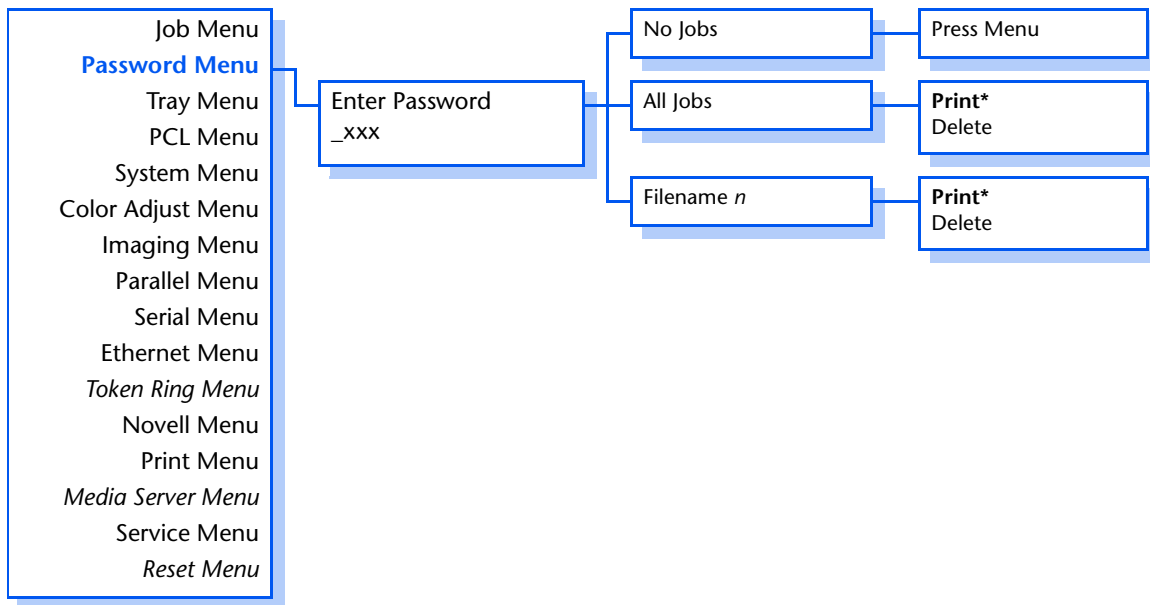 Job Menu
Password Menu
Tray Menu
PCL Menu
System Menu
Color Adjust Menu
Imaging Menu
Parallel Menu
Serial Menu
Ethernet Menu
Token Ring Menu
Novell Menu
Print Menu
Media Server Menu
Service Menu
Reset Menu
Enter Password
_xxx
No Jobs
Press Menu
All Jobs
Print*
Delete
Filename n
Print*
Delete